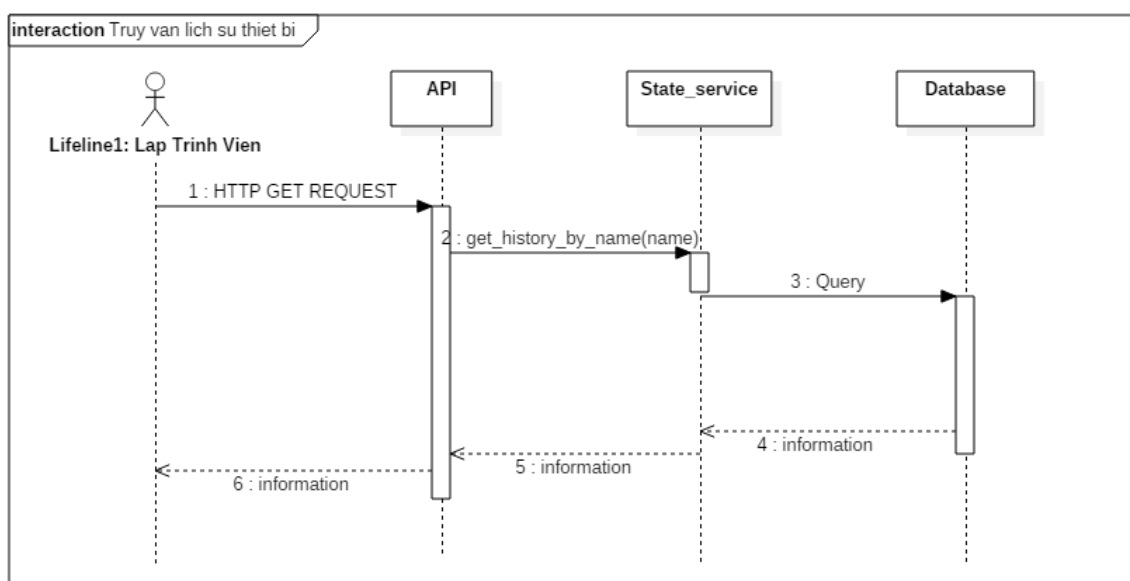 interaction Truy van lich su thiet bi
API
State_service
Database
Lifeline1: Lap Trinh Vien
1 : HTTP GET REQUEST
2 : get_history_by_name(name)
3 : Query
4 : information
5 : information
6 : information